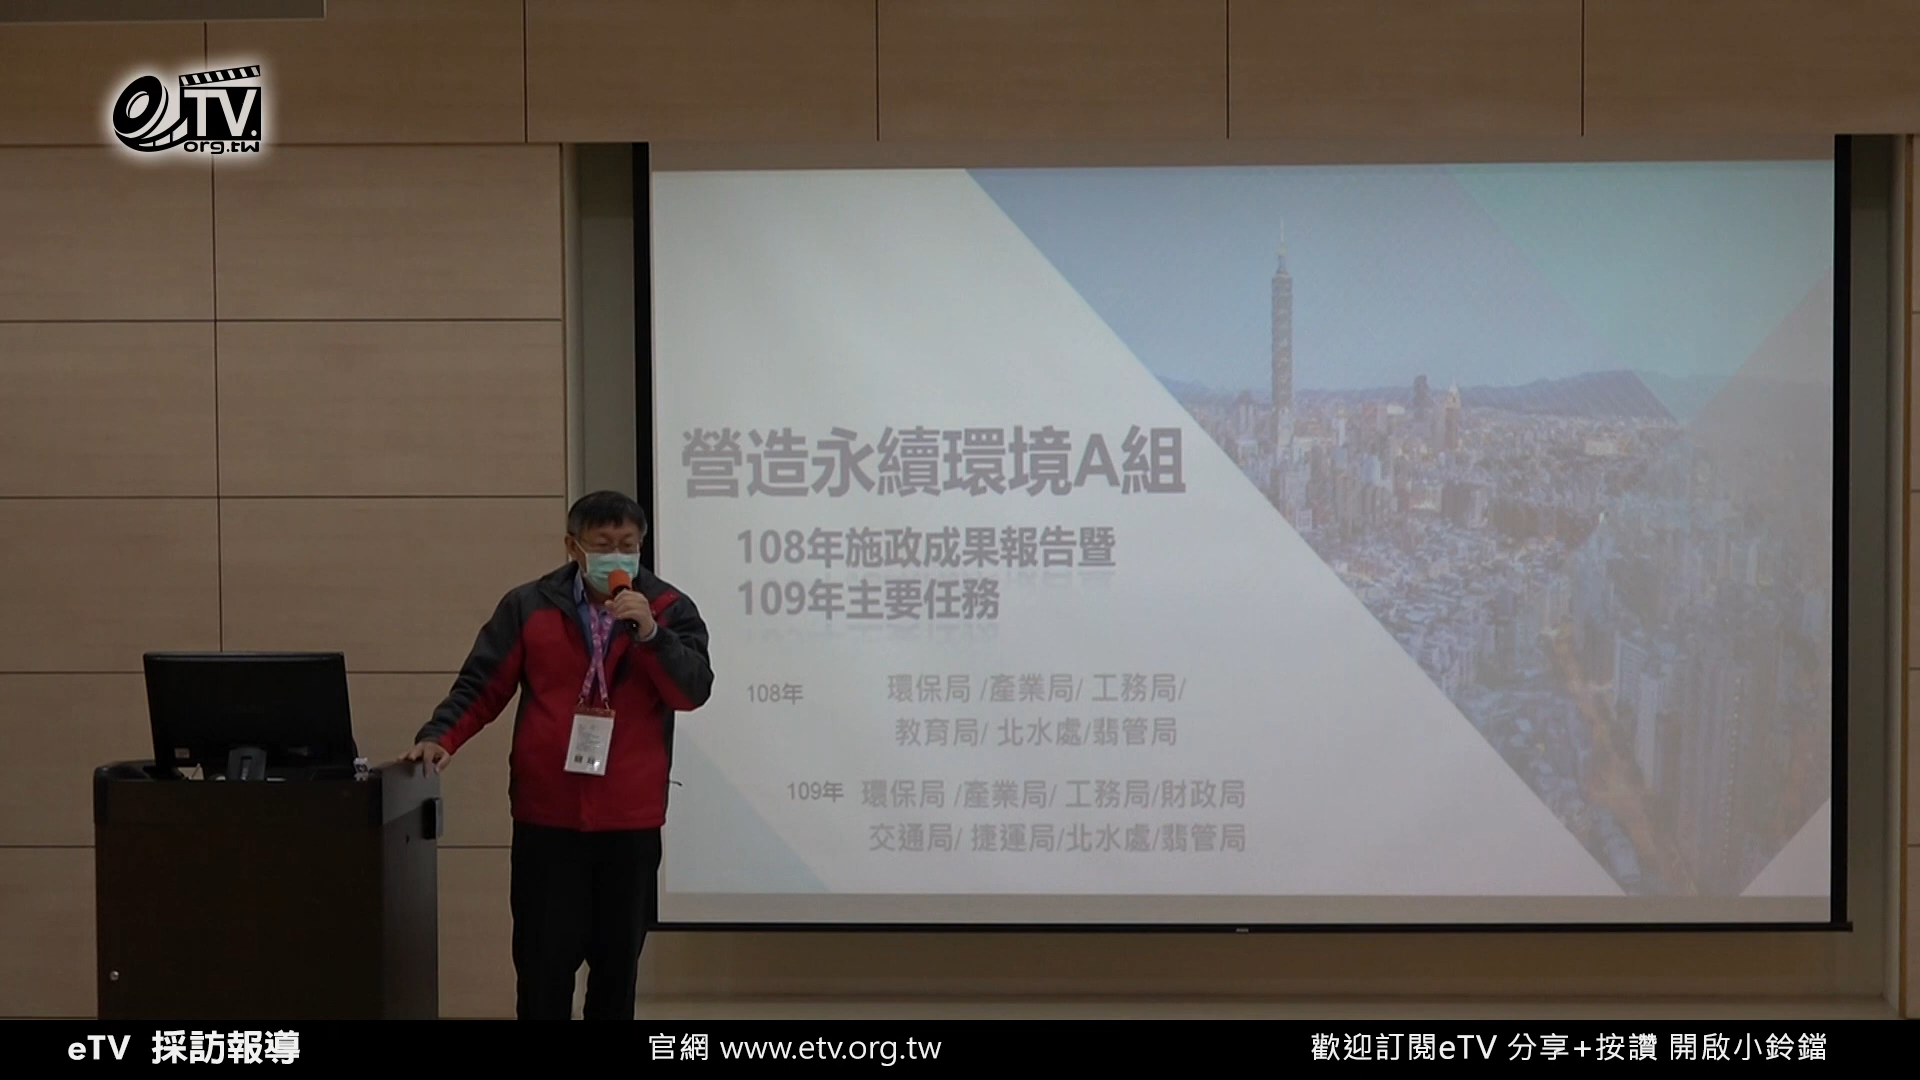 eTV.
org.tw
營造永續環境A組
108年施政成果報告暨
109年主要任務
108年 環保局 /產業局/ 工務局/
教育局/ 北水處/翡管局
109年 環保局 /產業局/ 工務局/財政局
交通局/ 捷運局/北水處/翡管局
eTV 採訪報導
官網 www.etv.org.tw
歡迎訂閱eTV 分享+按讚 開啟小鈴鐺